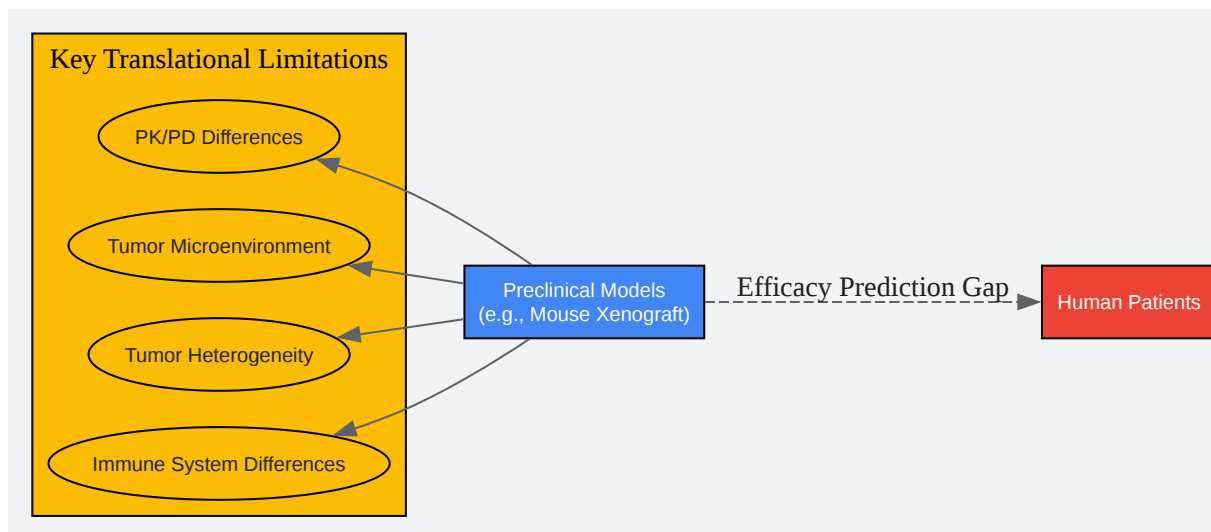 Key Translational Limitations
PK/PD Differences
Tumor Microenvironment
Tumor Heterogeneity
Immune System Differences
Preclinical Models
(e.g., Mouse Xenograft)
Efficacy Prediction Gap
Human Patients